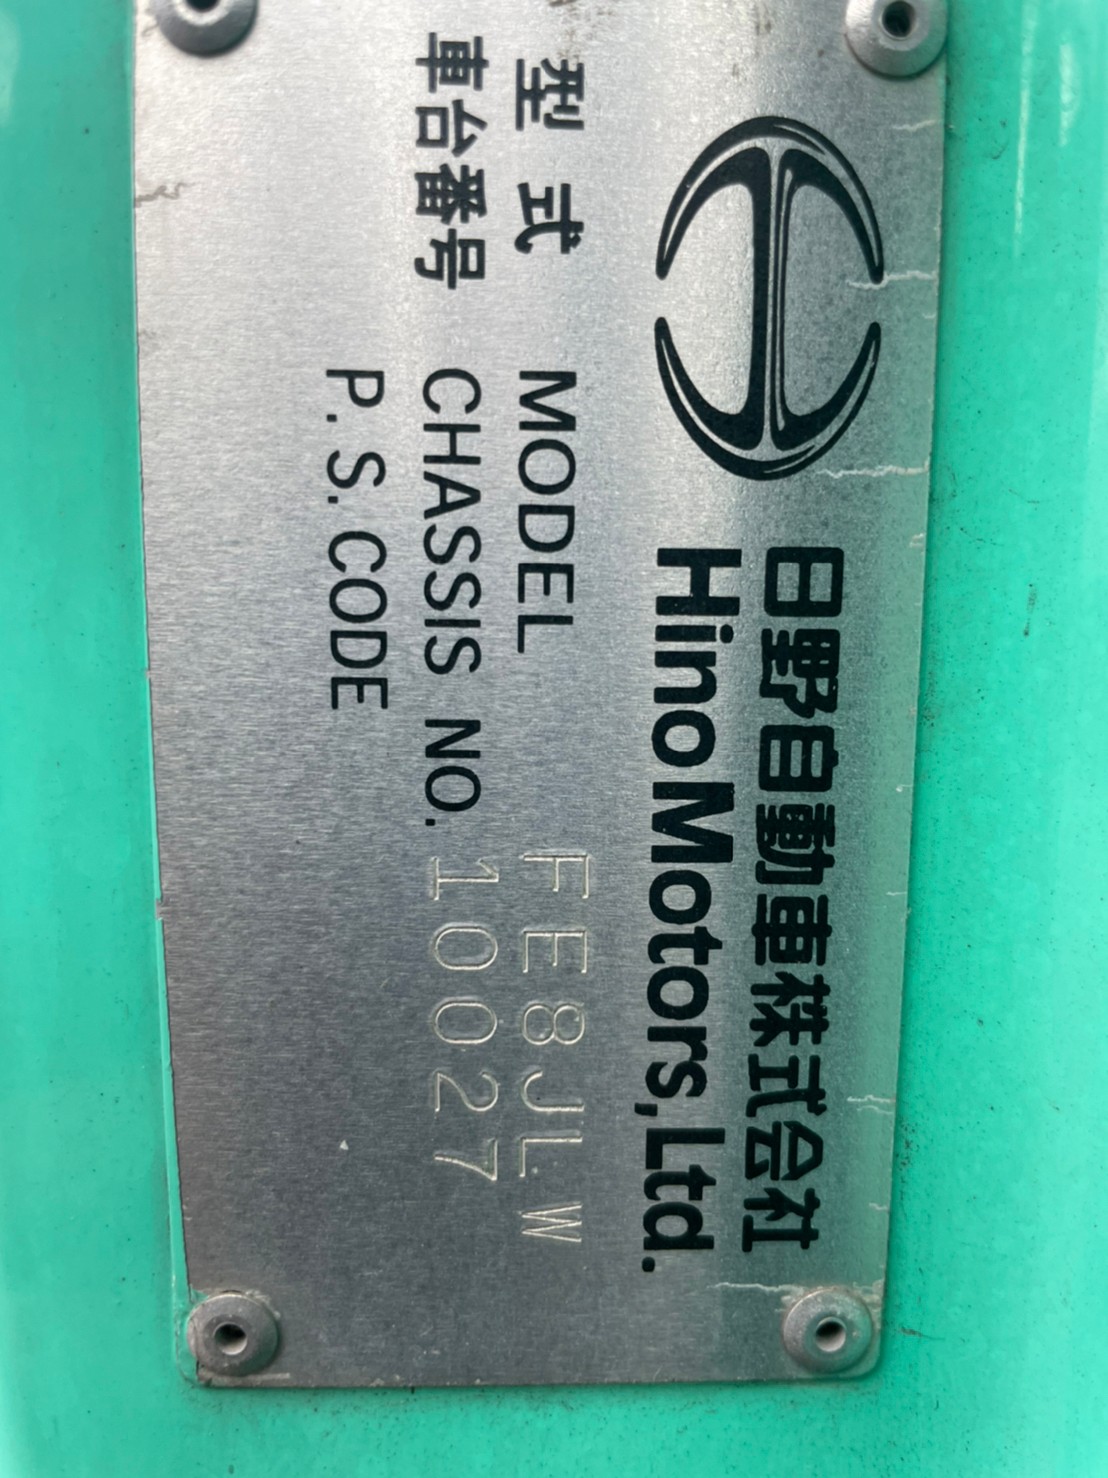 日野自動車株式会社
Hino Motors, Ltd.
型 式 MODEL FE8JLW
車台番号 CHASSIS NO. 10027
P. S. CODE